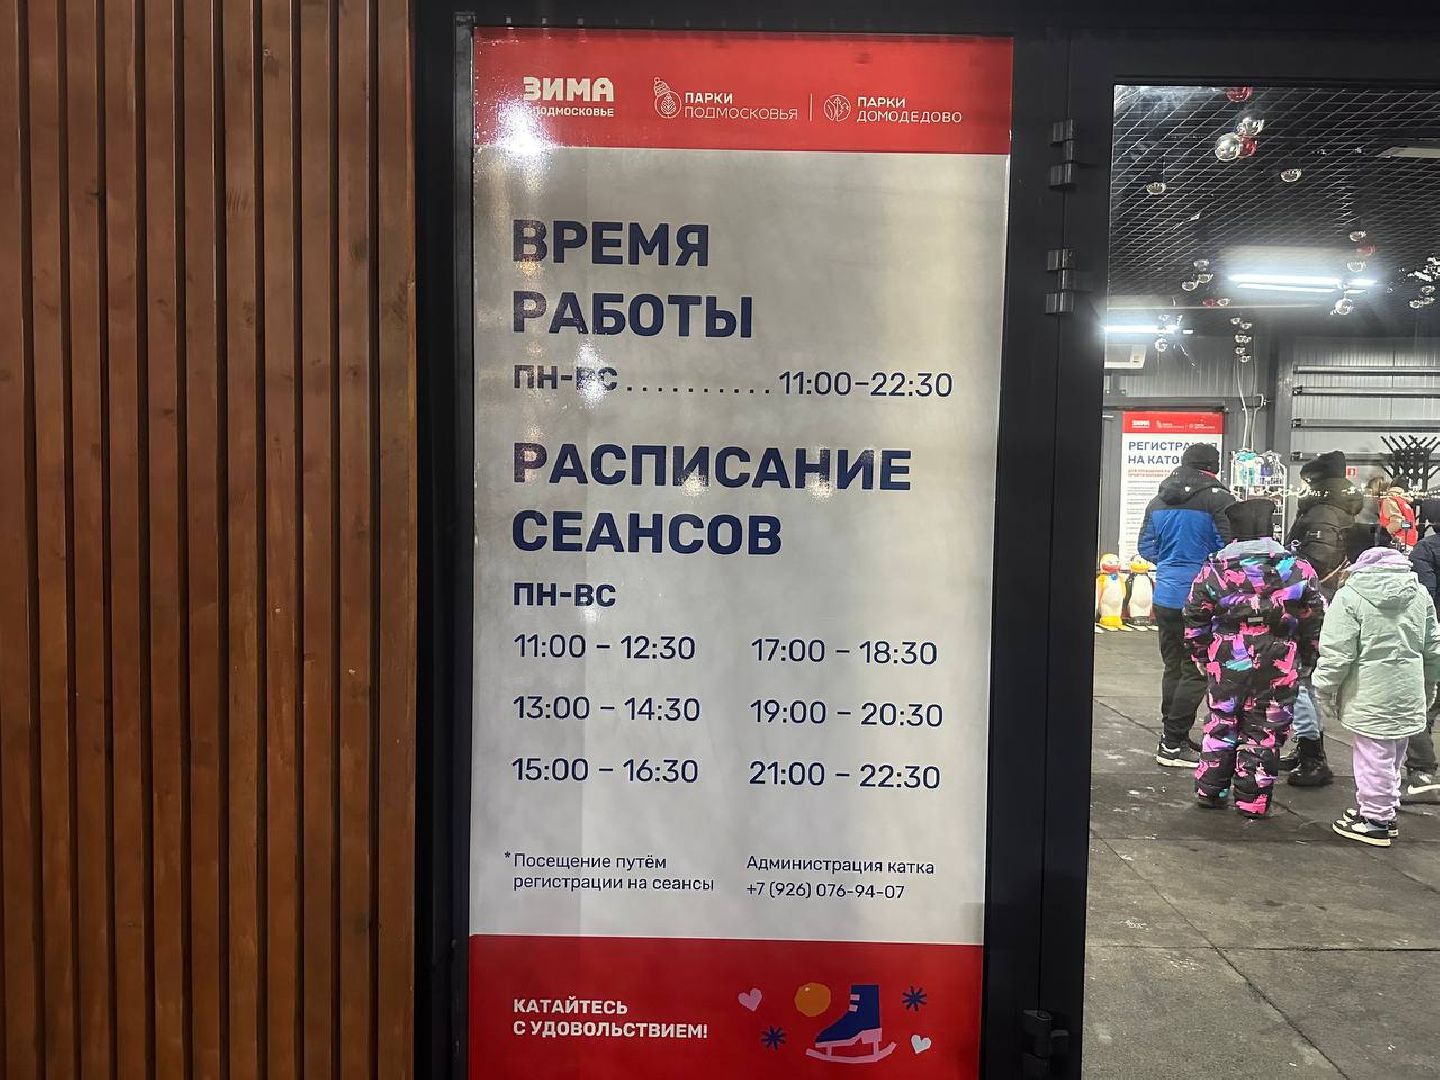 ЗИМА
ПОДМОСКОВЬЕ
ПАРКИ
ПОДМОСКОВЬЯ
ПАРКИ
ДОМОДЕДОВО
ВРЕМЯ
РАБОТЫ
ПН-ВС..........11:00-22:30
РАСПИСАНИЕ
СЕАНСОВ
ПН-ВС
11:00 - 12:30
17:00 - 18:30
13:00 - 14:30
19:00 - 20:30
15:00 - 16:30
21:00 - 22:30
* Посещение путём
регистрации на сеансы
Администрация катка
+7 (926) 076-94-07
КАТАЙТЕСЬ
С УДОВОЛЬСТВИЕМ!
ЗИМА
НА